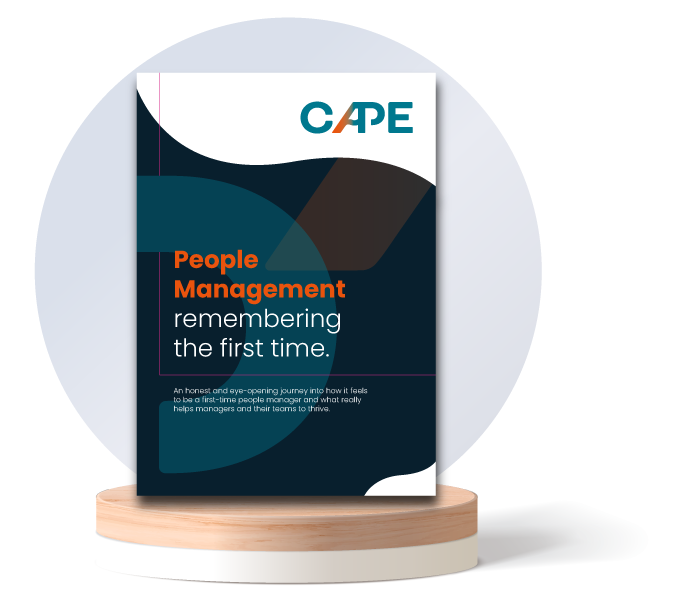 CAPE
People
Management
remembering
the first time.
An honest and eye-opening journey into how it feels
to be a first-time people manager and what really
helps managers and their teams to thrive.